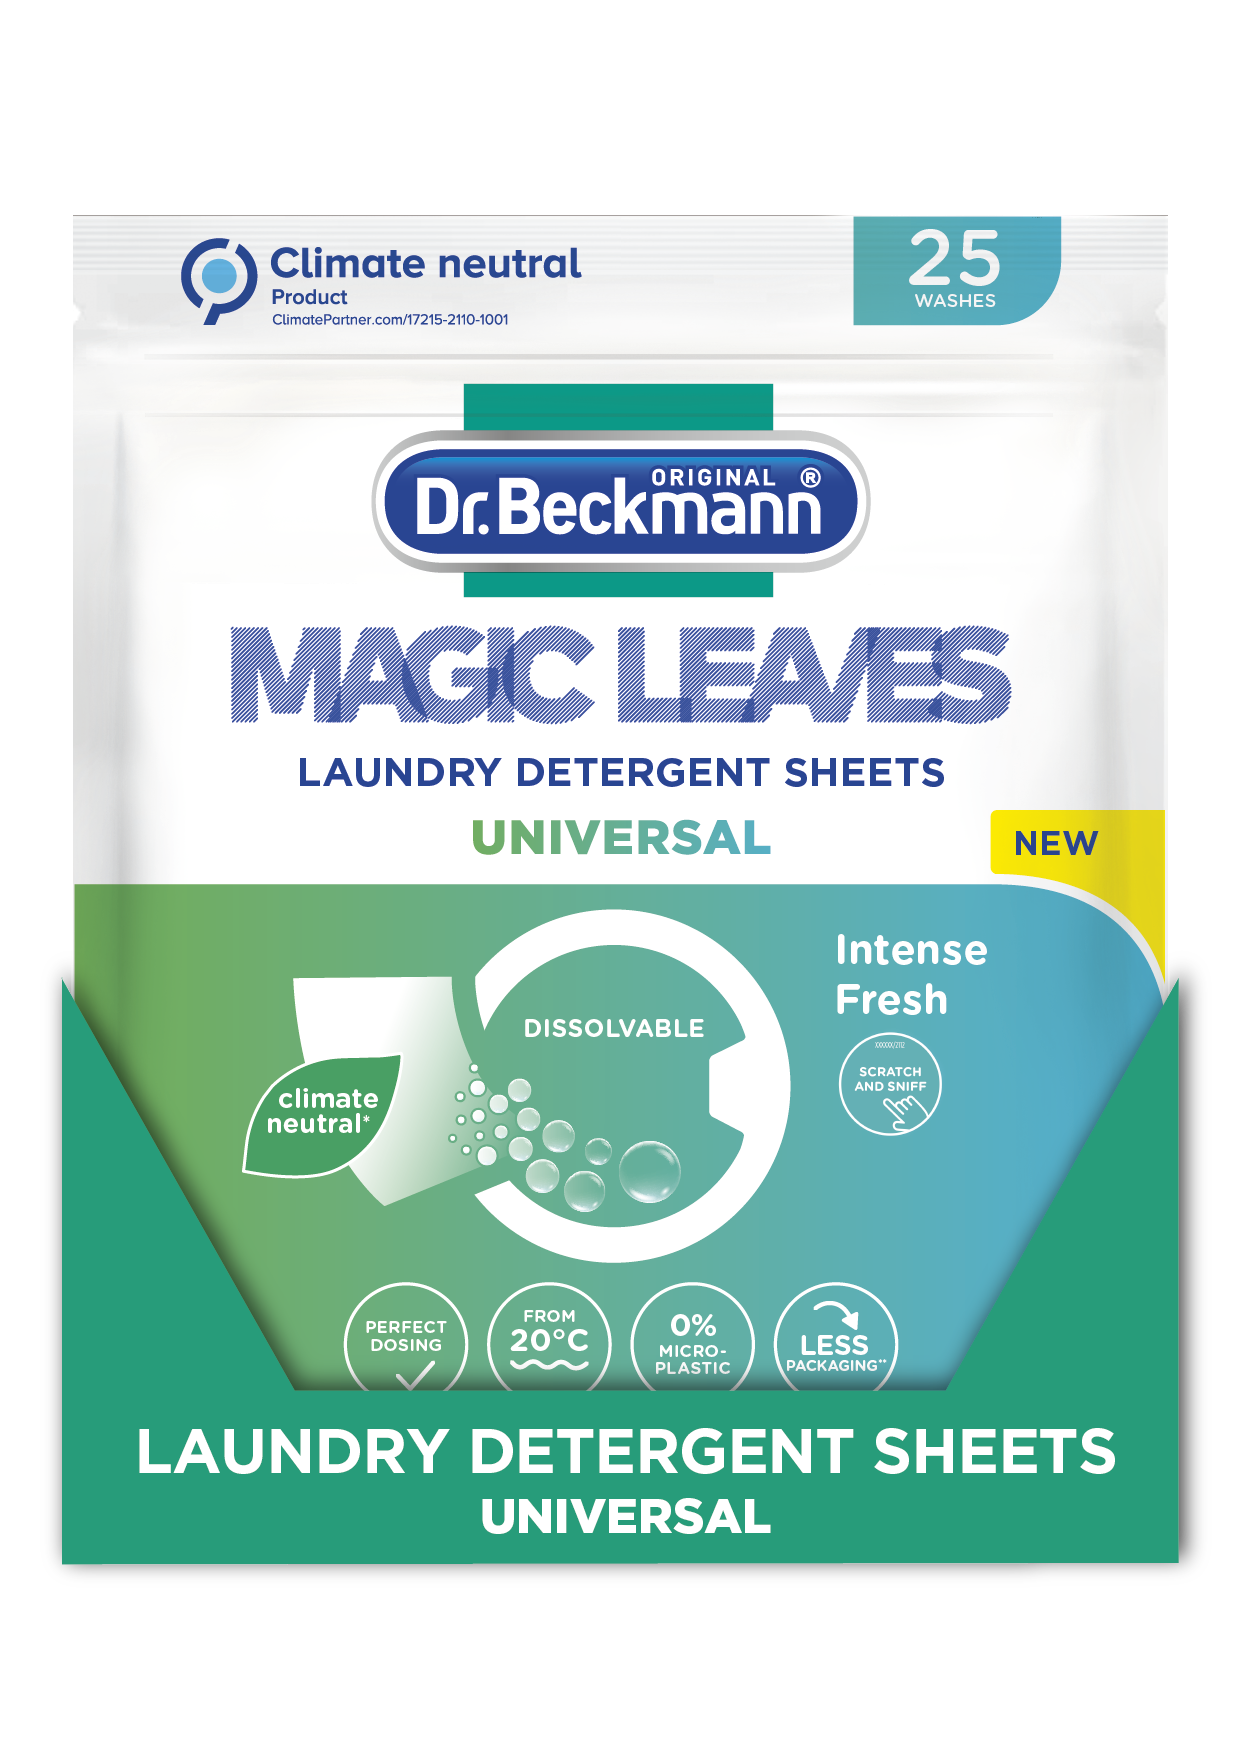 Climate neutral
Product
ClimatePartner.com/17215-2110-1001
25
WASHES
ORIGINAL ®
Dr.Beckmann
MAGIC LEAVES
LAUNDRY DETERGENT SHEETS
UNIVERSAL
NEW
Intense
Fresh
DISSOLVABLE
XXXXXX/2112
SCRATCH
AND SNIFF
climate
neutral*
PERFECT
DOSING
FROM
20°C
0%
MICRO-
PLASTIC
LESS
PACKAGING**
LAUNDRY DETERGENT SHEETS
UNIVERSAL